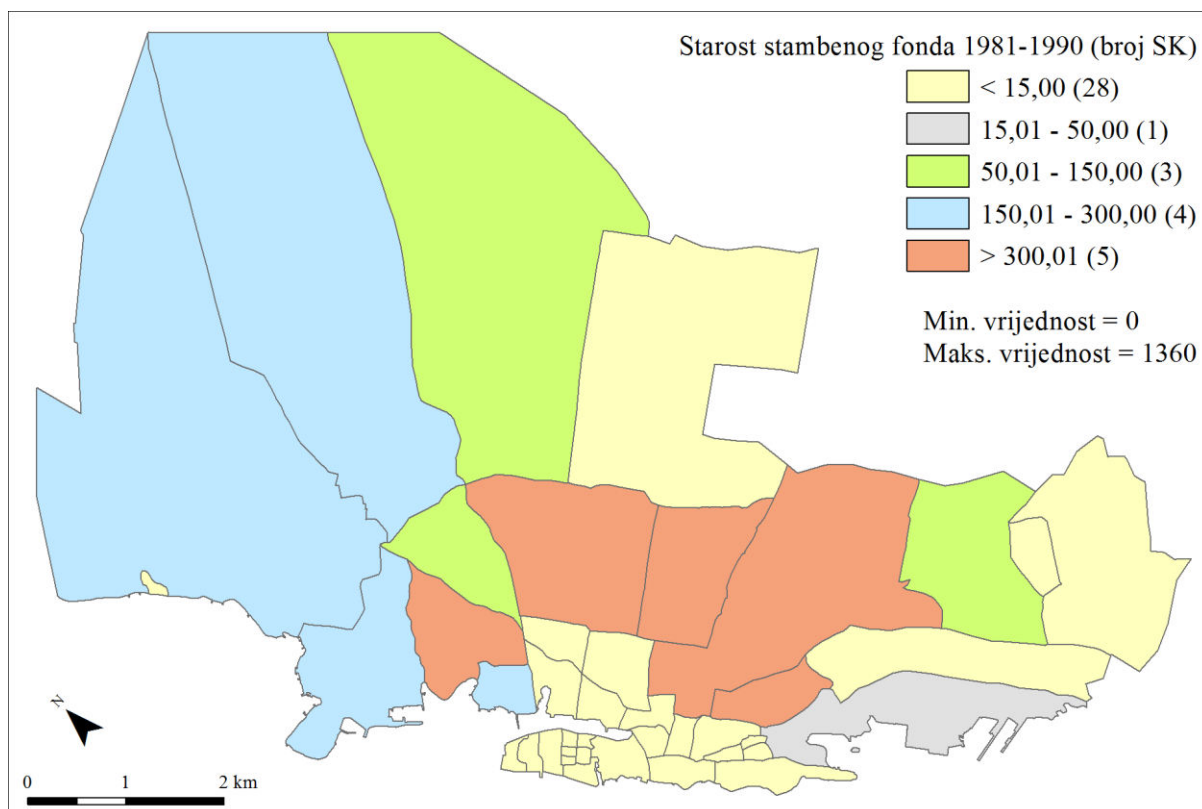 Starost stambenog fonda 1981-1990 (broj SK)
< 15,00 (28)
15,01 - 50,00 (1)
50,01 - 150,00 (3)
150,01 - 300,00 (4)
> 300,01 (5)
Min. vrijednost = 0
Maks. vrijednost = 1360
N
0 1 2 km